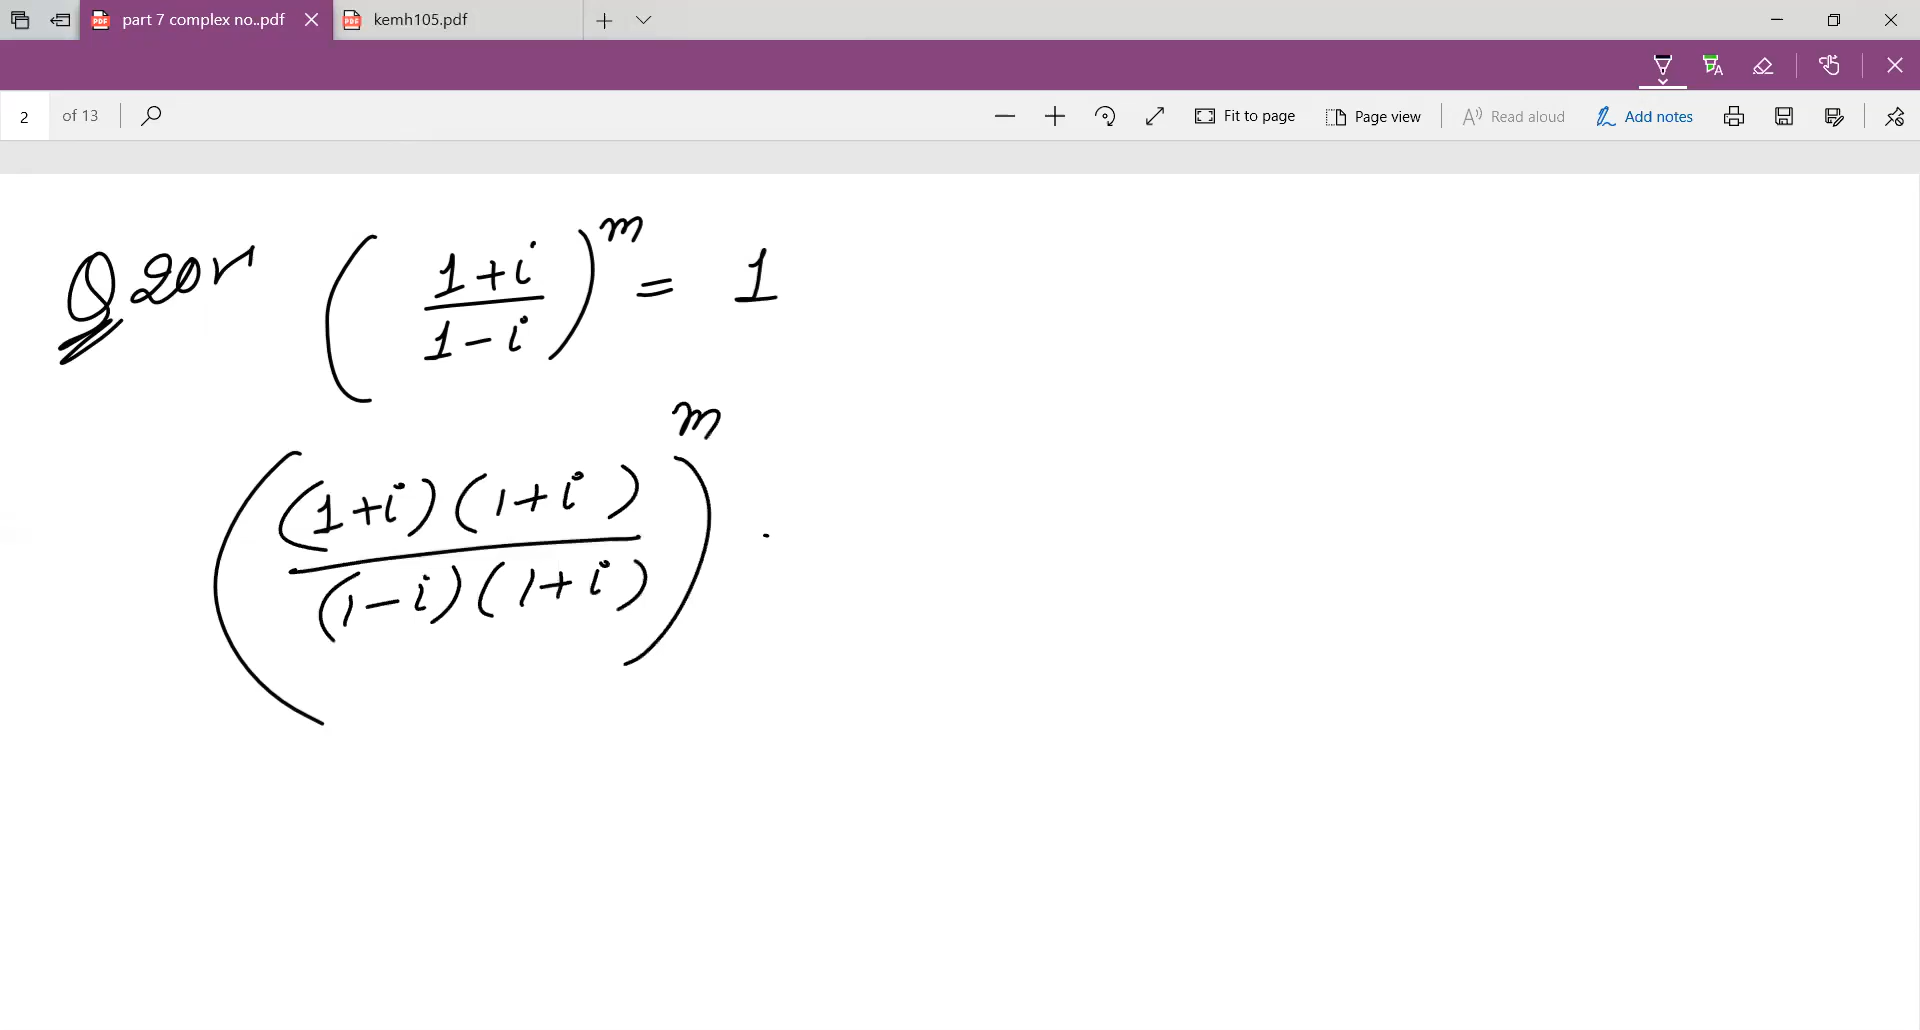 part 7 complex no..pdf
kemh105.pdf
2 of 13
Fit to page
Page view
Read aloud
Add notes
Q 20 ((1+i)/(1-i))^m = 1
(((1+i)(1+i))/((1-i)(1+i)))^m .